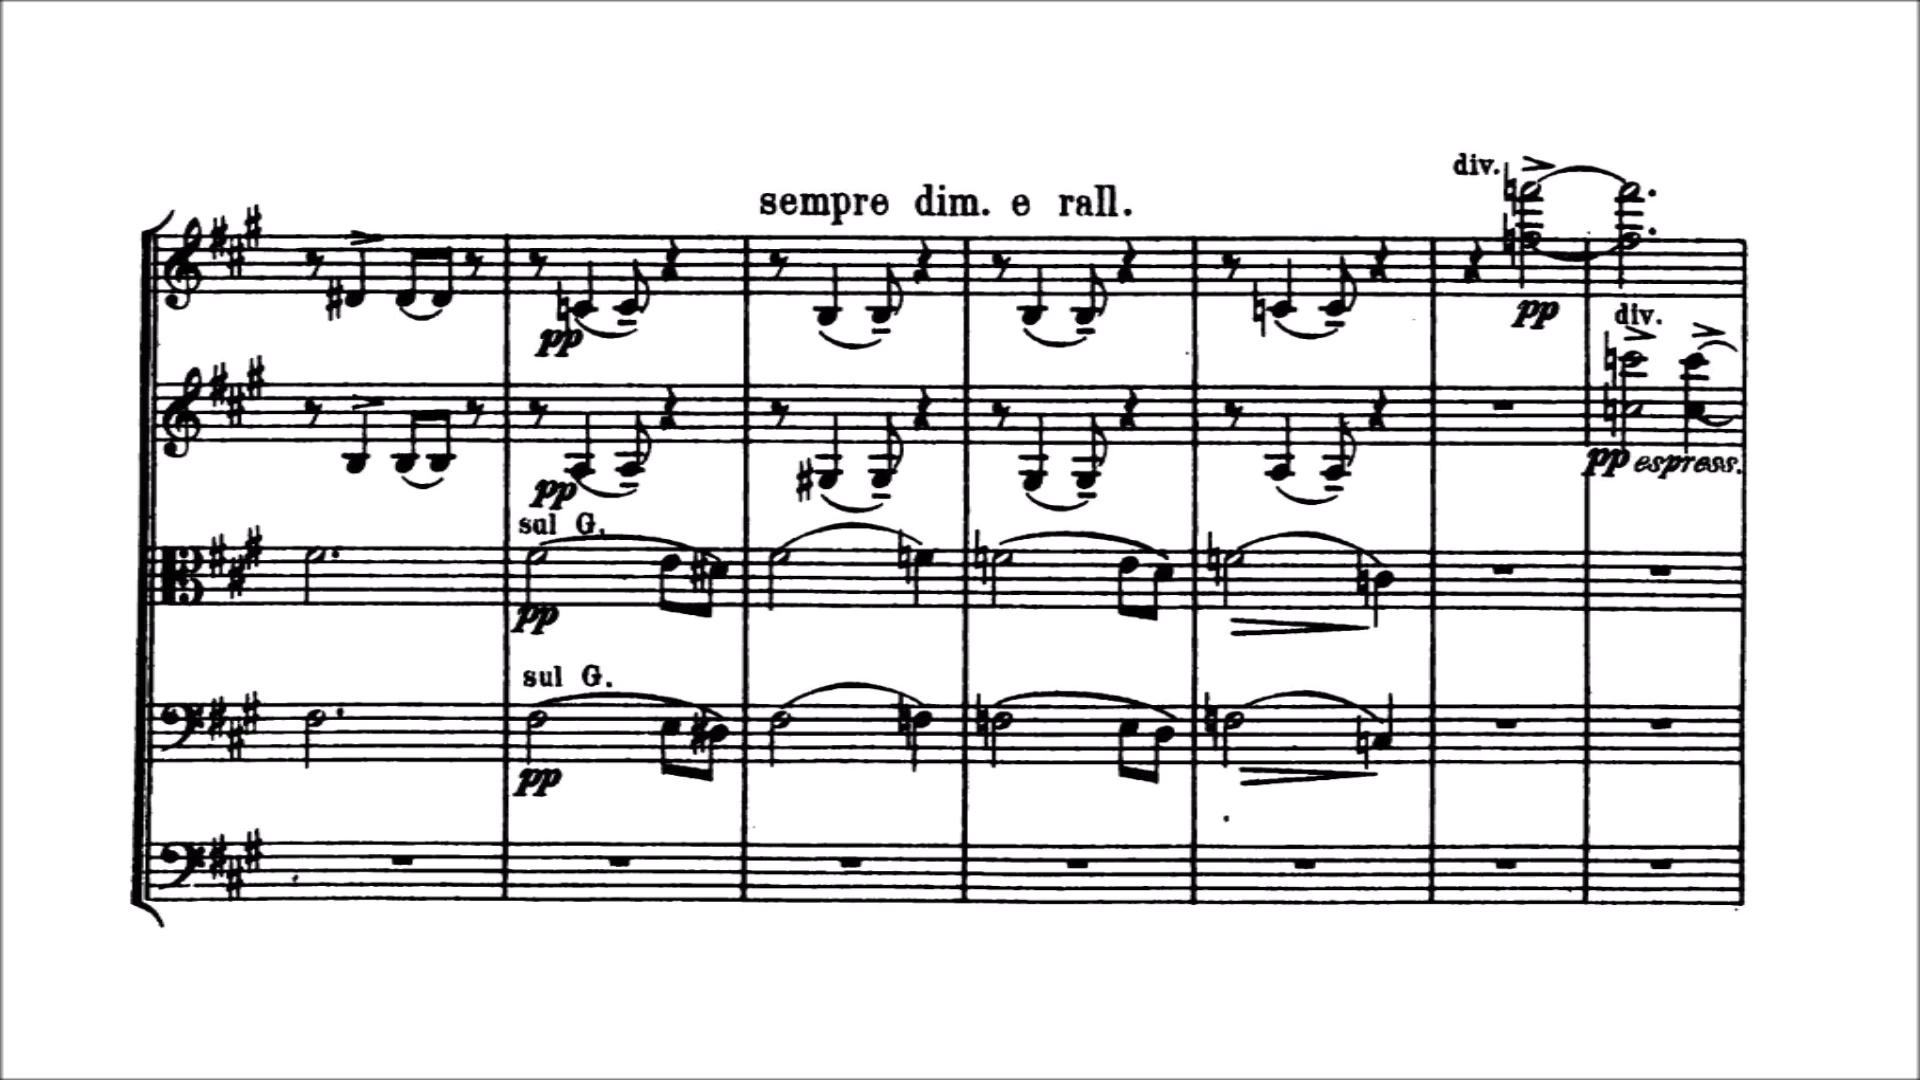 div.
sempre dim. e rall.
pp
div.
pp
pp espress.
pp
sul G.
pp
sul G.
pp